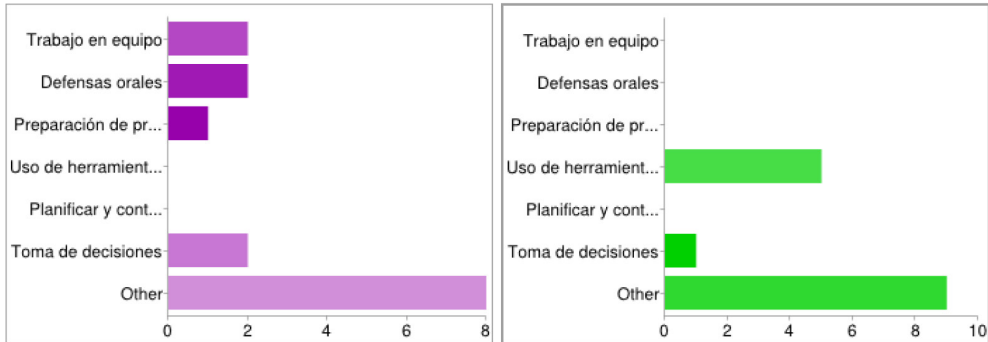 Trabajo en equipo
Defensas orales
Preparación de pr...
Uso de herramient...
Planificar y cont...
Toma de decisiones
Other
0 2 4 6 8
Trabajo en equipo
Defensas orales
Preparación de pr...
Uso de herramient...
Planificar y cont...
Toma de decisiones
Other
0 2 4 6 8 10